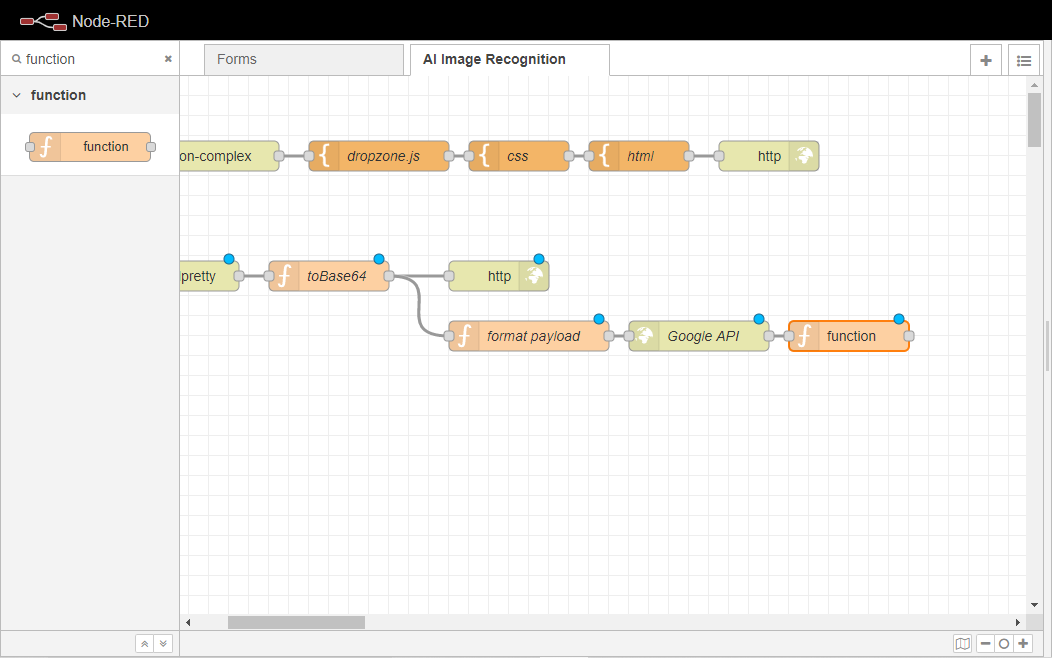 Node-RED
function
Forms
AI Image Recognition
function
function
on-complex
dropzone.js
css
html
http
pretty
toBase64
http
format payload
Google API
function